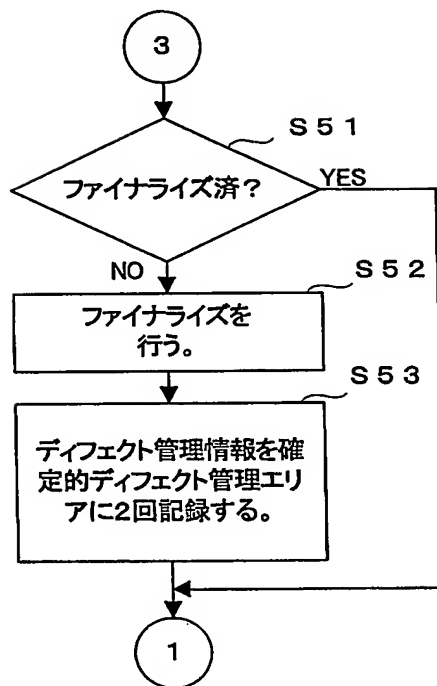 3
S51
ファイナライズ済?
YES
NO
S52
ファイナライズを
行う。
S53
ディフェクト管理情報を確
定的ディフェクト管理エリ
アに2回記録する。
1